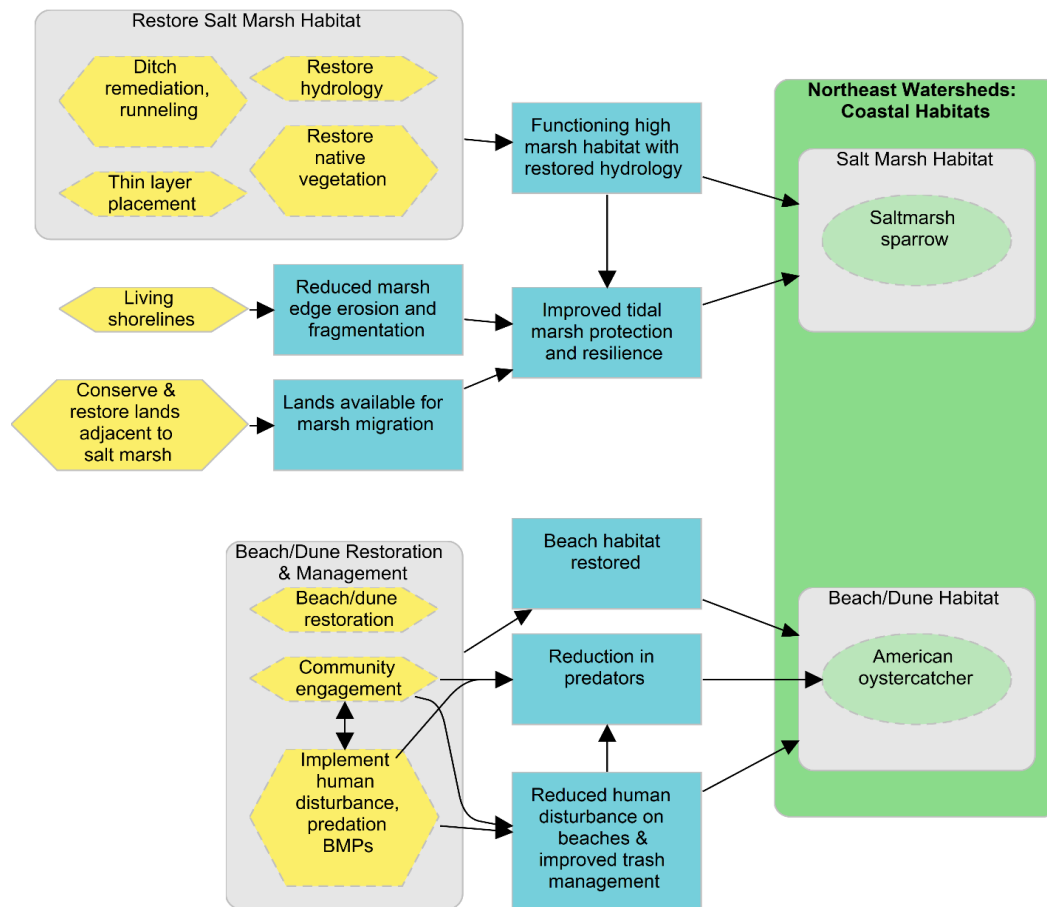 Restore Salt Marsh Habitat
Ditch
remediation,
runneling
Restore
hydrology
Thin layer
placement
Restore
native
vegetation
Functioning high
marsh habitat with
restored hydrology
Northeast Watersheds:
Coastal Habitats
Salt Marsh Habitat
Saltmarsh
sparrow
Living
shorelines
Reduced marsh
edge erosion and
fragmentation
Improved tidal
marsh protection
and resilience
Conserve &
restore lands
adjacent to
salt marsh
Lands available for
marsh migration
Beach/Dune Restoration
& Management
Beach/dune
restoration
Community
engagement
Implement
human
disturbance,
predation
BMPs
Beach habitat
restored
Reduction in
predators
Reduced human
disturbance on
beaches &
improved trash
management
Beach/Dune Habitat
American
oystercatcher